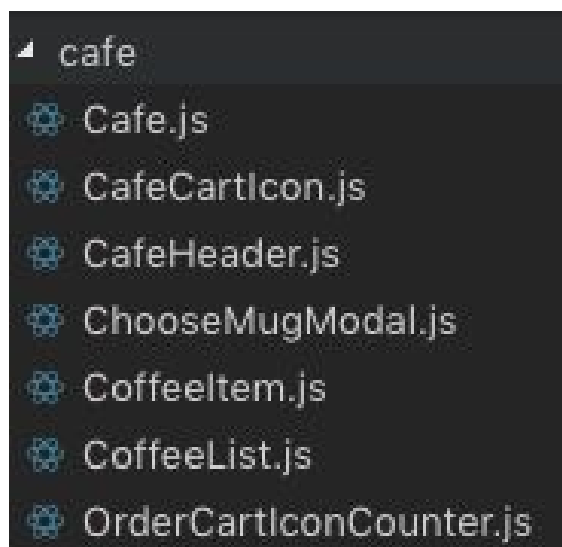 cafe
Cafe.js
CafeCartIcon.js
CafeHeader.js
ChooseMugModal.js
CoffeeItem.js
CoffeeList.js
OrderCartIconCounter.js